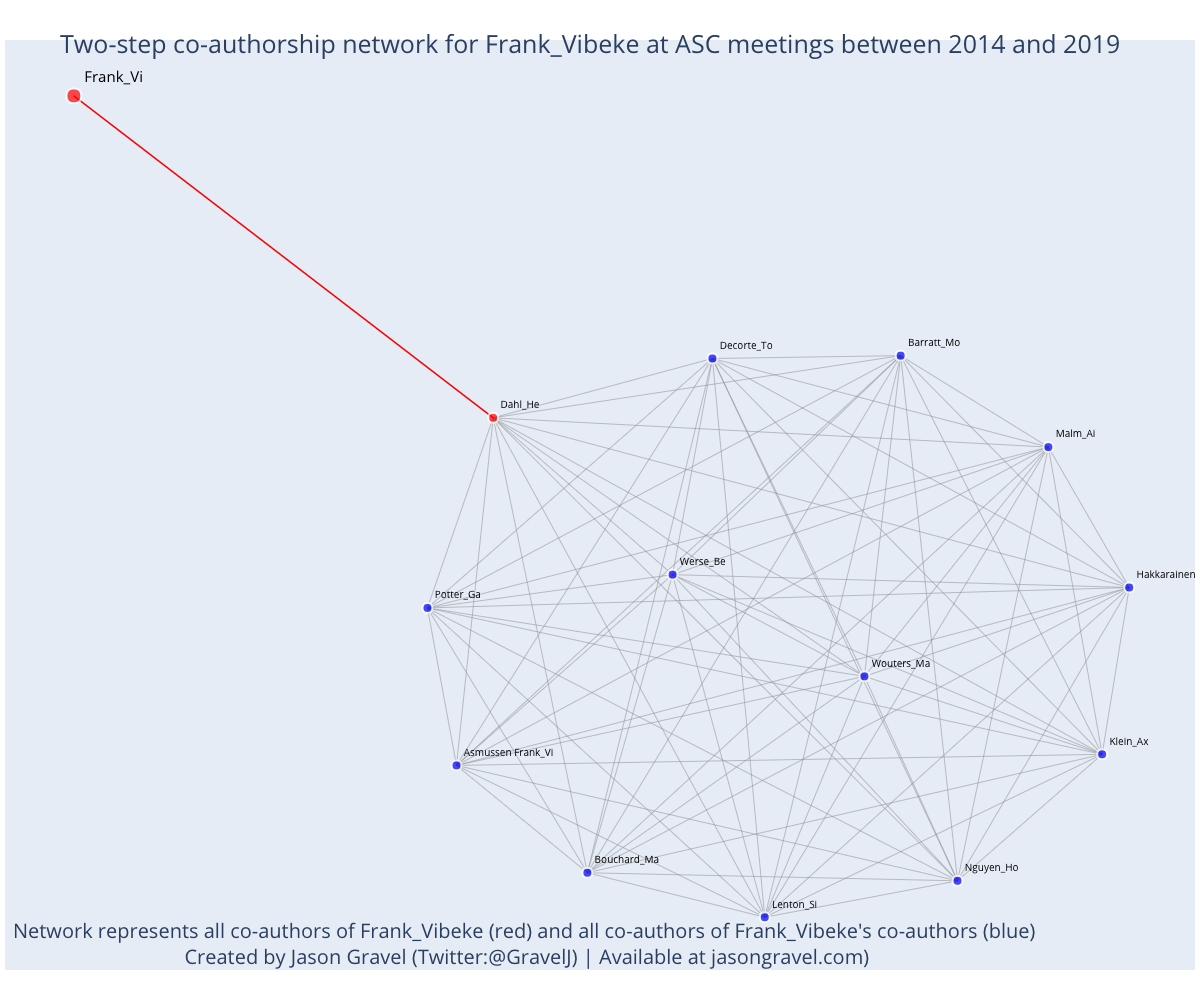 Two-step co-authorship network for Frank_Vibeke at ASC meetings between 2014 and 2019
Frank_Vi
Barratt_Mo
Decorte_To
Dahl_He
Malm_Ai
Werse_Be
Hakkarainen
Potter_Ga
Wouters_Ma
Klein_Ax
Asmussen Frank_Vi
Bouchard_Ma
Nguyen_Ho
Lenton_Si
Network represents all co-authors of Frank_Vibeke (red) and all co-authors of Frank_Vibeke's co-authors (blue)
Created by Jason Gravel (Twitter:@GravelJ) | Available at jasongravel.com)